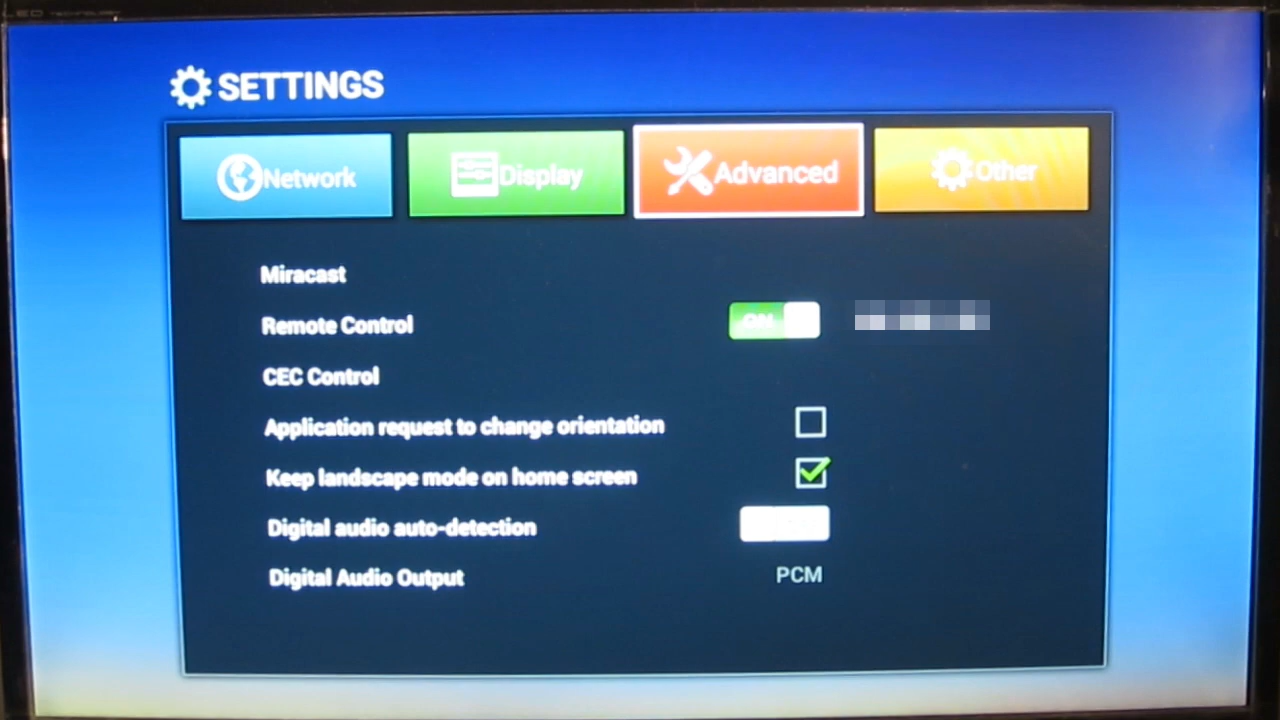 SETTINGS
Network Display Advanced Other
Miracast
Remote Control ON
CEC Control
Application request to change orientation
Keep landscape mode on home screen
Digital audio auto-detection
Digital Audio Output PCM